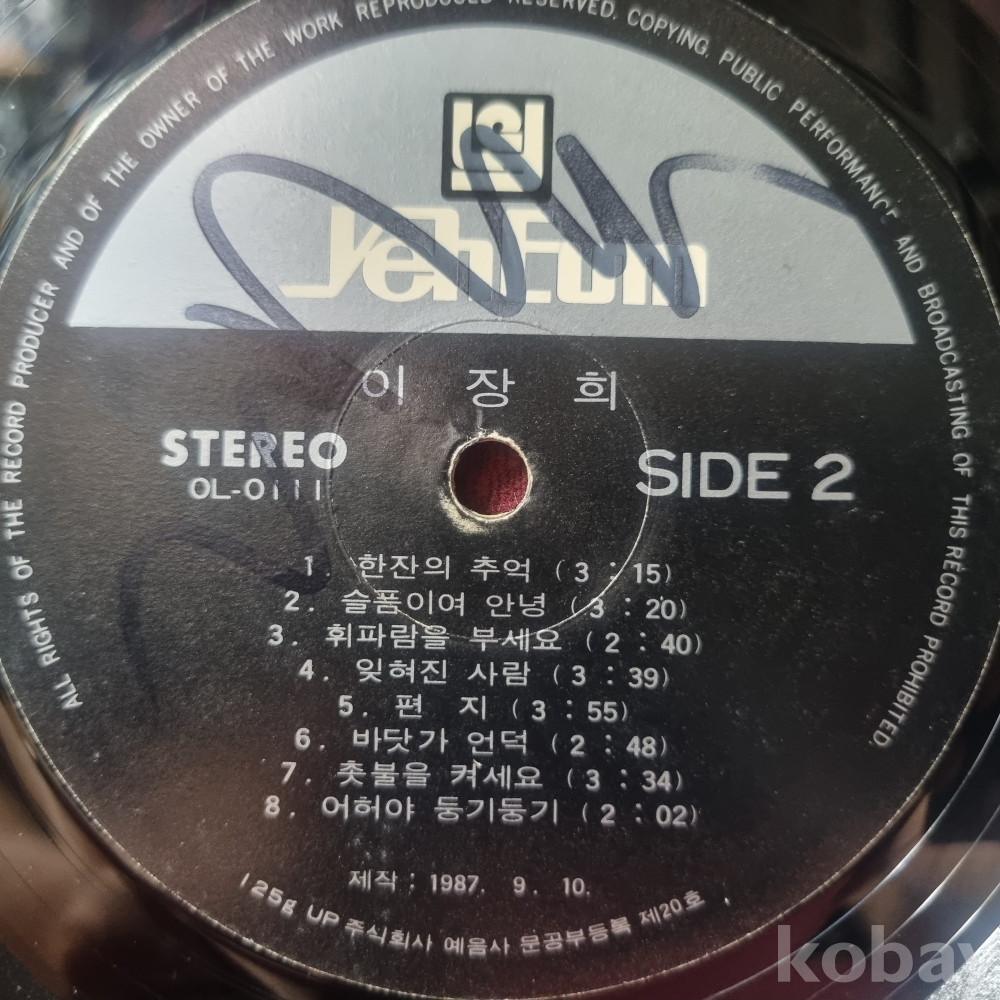 ALL RIGHTS OF THE RECORD PRODUCER AND OF THE OWNER OF THE WORK REPRODUCED RESERVED. COPYING. PUBLIC PERFORMANCE AND BROADCASTING OF THIS RECORD PROHIBITED.
YehEum
이 장 희
STEREO
OL-0111
SIDE 2
1. 한잔의 추억 (3 : 15)
2. 슬픔이여 안녕 (3 : 20)
3. 휘파람을 부세요 (2 : 40)
4. 잊혀진 사람 (3 : 39)
5. 편 지 (3 : 55)
6. 바닷가 언덕 (2 : 48)
7. 촛불을 켜세요 (3 : 34)
8. 어허야 둥기둥기 (2 : 02)
제작 : 1987. 9. 10.
125g UP 주식회사 예음사 문공부등록 제20호
kobay